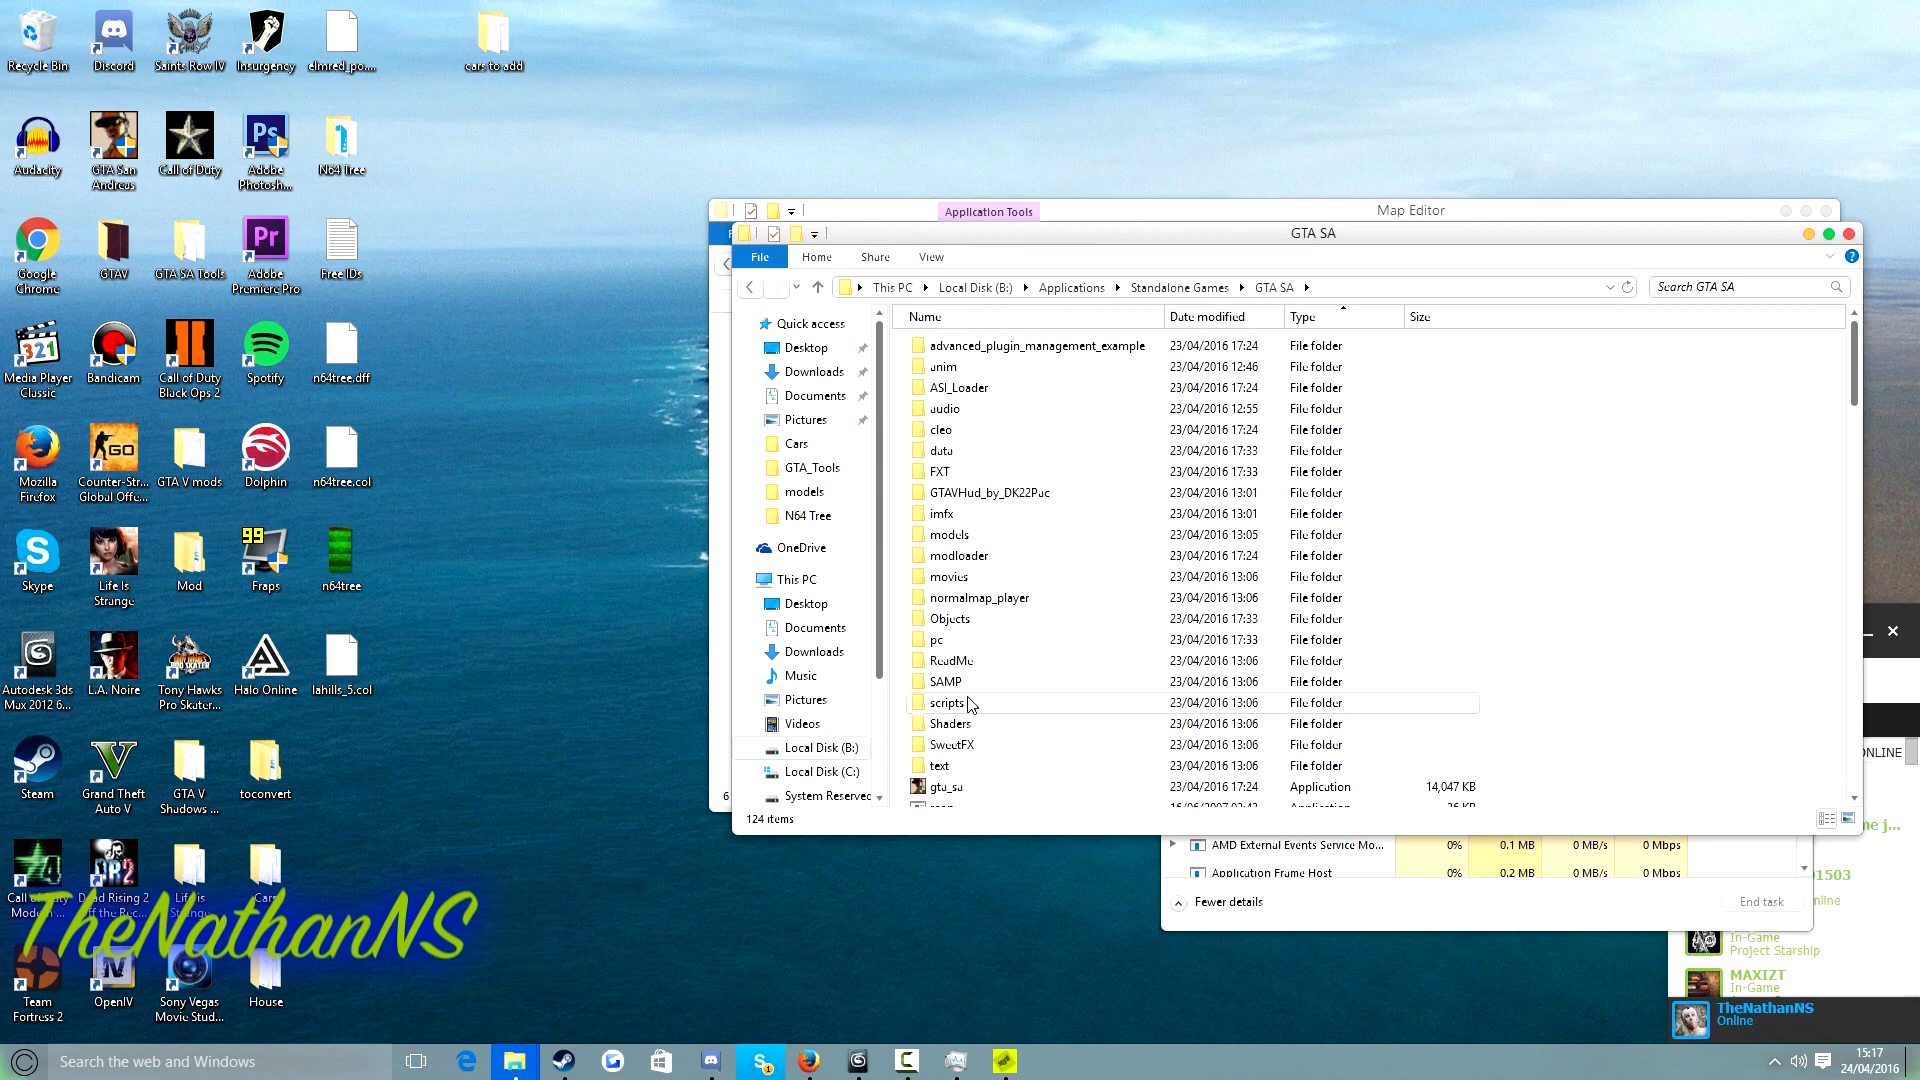 Recycle Bin
Discord
Saints Row IV
Insurgency
elmred_po....
cars to add
Audacity
GTA San
Andreas
Call of Duty
Adobe
Photosh...
N64 Tree
Google
Chrome
GTAV
GTA SA Tools
Adobe
Premiere Pro
Free IDs
Media Player
Classic
Bandicam
Call of Duty
Black Ops 2
Spotify
n64tree.dff
Mozilla
Firefox
Counter-Str...
Global Offe...
GTA V mods
Dolphin
n64tree.col
Skype
Life Is
Strange
Mod
Fraps
n64tree
Autodesk 3ds
Max 2012 6...
L.A. Noire
Tony Hawks
Pro Skater...
Halo Online
lahills_5.col
Steam
Grand Theft
Auto V
GTA V
Shadows ...
toconvert
Call of Duty
Dead Rising 2
Off the Rec...
Life is
Strange
Cars
TheNathanNS
Team
Fortress 2
OpenIV
Sony Vegas
Movie Stud...
House
Application Tools
Map Editor
GTA SA
File
Home
Share
View
This PC
Local Disk (B:)
Applications
Standalone Games
GTA SA
Search GTA SA
Quick access
Desktop
Downloads
Documents
Pictures
Cars
GTA_Tools
models
N64 Tree
OneDrive
This PC
Desktop
Documents
Downloads
Music
Pictures
Videos
Local Disk (B:)
Local Disk (C:)
System Reserved
Name Date modified Type Size
advanced_plugin_management_example 23/04/2016 17:24 File folder
anim 23/04/2016 12:46 File folder
ASI_Loader 23/04/2016 17:24 File folder
audio 23/04/2016 12:55 File folder
cleo 23/04/2016 17:24 File folder
data 23/04/2016 17:33 File folder
FXT 23/04/2016 17:33 File folder
GTAVHud_by_DK22Pac 23/04/2016 13:01 File folder
imfx 23/04/2016 13:01 File folder
models 23/04/2016 13:05 File folder
modloader 23/04/2016 17:24 File folder
movies 23/04/2016 13:06 File folder
normalmap_player 23/04/2016 13:06 File folder
Objects 23/04/2016 17:33 File folder
pc 23/04/2016 17:33 File folder
ReadMe 23/04/2016 13:06 File folder
SAMP 23/04/2016 13:06 File folder
scripts 23/04/2016 13:06 File folder
Shaders 23/04/2016 13:06 File folder
SweetFX 23/04/2016 13:06 File folder
text 23/04/2016 13:06 File folder
gta_sa 23/04/2016 17:24 Application 14,047 KB
124 items
6
AMD External Events Service Mo... 0% 0.1 MB 0 MB/s 0 Mbps
Application Frame Host 0% 0.2 MB 0 MB/s 0 Mbps
Fewer details
End task
ONLINE
me j...
01503
nline
In-Game
Project Starship
MAXIZT
In-Game
TheNathanNS
Online
Search the web and Windows
15:17
24/04/2016